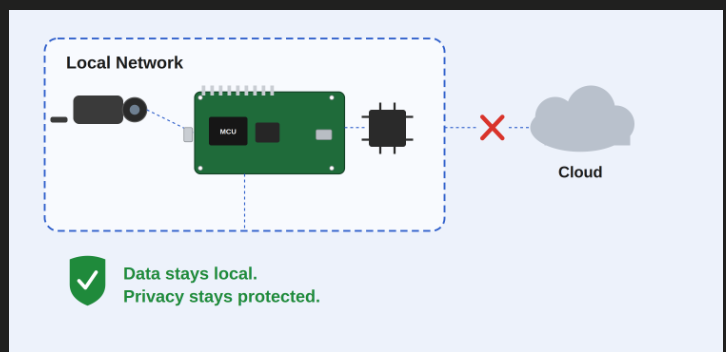 Local Network
MCU
Cloud
Data stays local.
Privacy stays protected.